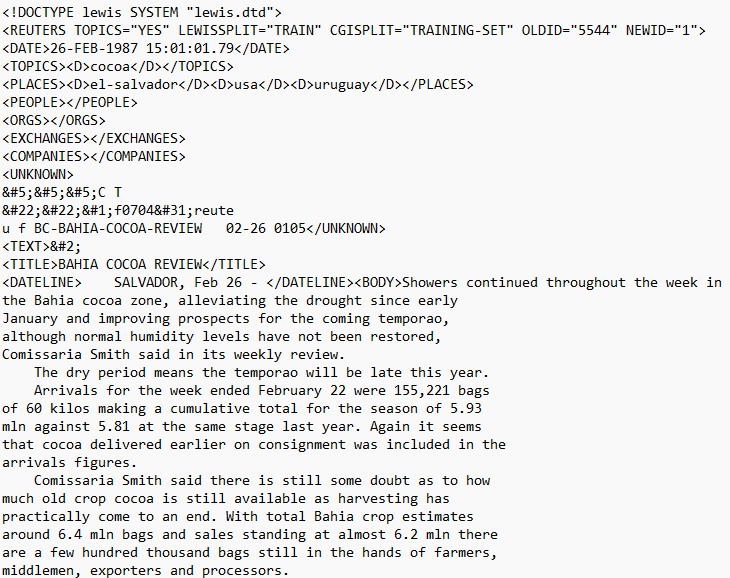 <!DOCTYPE lewis SYSTEM "lewis.dtd">
<REUTERS TOPICS="YES" LEWISSPLIT="TRAIN" CGISPLIT="TRAINING-SET" OLDID="5544" NEWID="1">
<DATE>26-FEB-1987 15:01:01.79</DATE>
<TOPICS><D>cocoa</D></TOPICS>
<PLACES><D>el-salvador</D><D>usa</D><D>uruguay</D></PLACES>
<PEOPLE></PEOPLE>
<ORGS></ORGS>
<EXCHANGES></EXCHANGES>
<COMPANIES></COMPANIES>
<UNKNOWN>
&#5;&#5;&#5;C T
&#22;&#22;&#1;f0704&#31;reute
u f BC-BAHIA-COCOA-REVIEW   02-26 0105</UNKNOWN>
<TEXT>&#2;
<TITLE>BAHIA COCOA REVIEW</TITLE>
<DATELINE>    SALVADOR, Feb 26 - </DATELINE><BODY>Showers continued throughout the week in
the Bahia cocoa zone, alleviating the drought since early
January and improving prospects for the coming temporao,
although normal humidity levels have not been restored,
Comissaria Smith said in its weekly review.
    The dry period means the temporao will be late this year.
    Arrivals for the week ended February 22 were 155,221 bags
of 60 kilos making a cumulative total for the season of 5.93
mln against 5.81 at the same stage last year. Again it seems
that cocoa delivered earlier on consignment was included in the
arrivals figures.
    Comissaria Smith said there is still some doubt as to how
much old crop cocoa is still available as harvesting has
practically come to an end. With total Bahia crop estimates
around 6.4 mln bags and sales standing at almost 6.2 mln there
are a few hundred thousand bags still in the hands of farmers,
middlemen, exporters and processors.